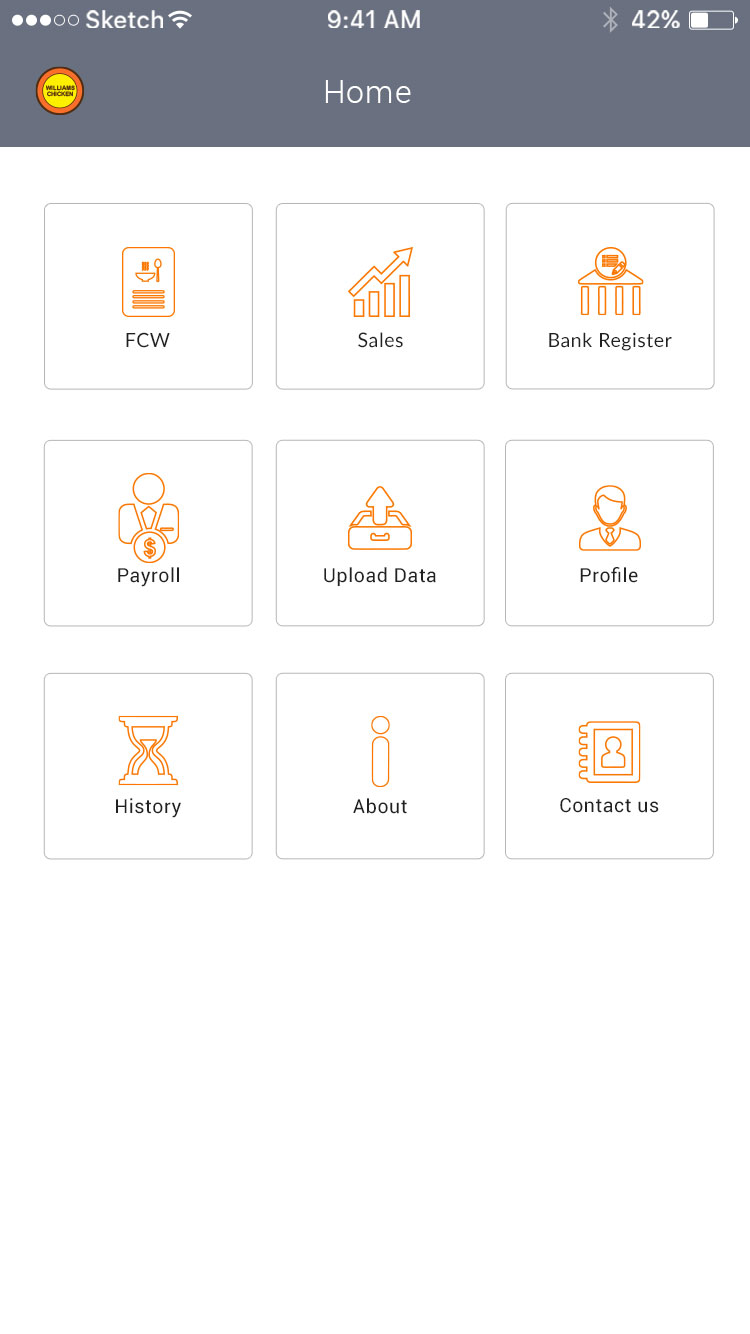 Sketch 9:41 AM 42%
WILLIAMS
CHICKEN
Home
FCW Sales Bank Register
Payroll Upload Data Profile
History About Contact us